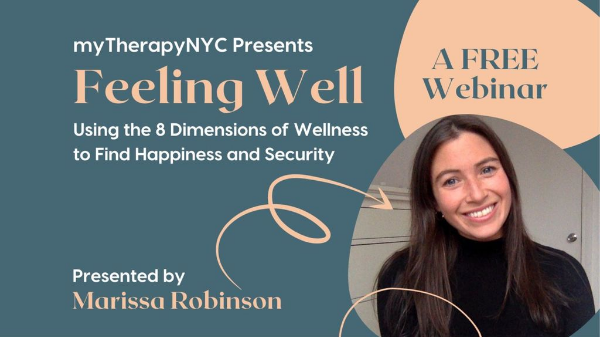 myTherapyNYC Presents
Feeling Well
Using the 8 Dimensions of Wellness
to Find Happiness and Security
A FREE
Webinar
Presented by
Marissa Robinson